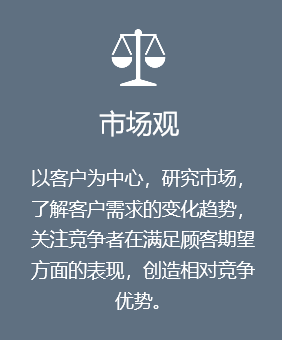 市场观
以客户为中心，研究市场，
了解客户需求的变化趋势，
关注竞争者在满足顾客期望
方面的表现，创造相对竞争
优势。